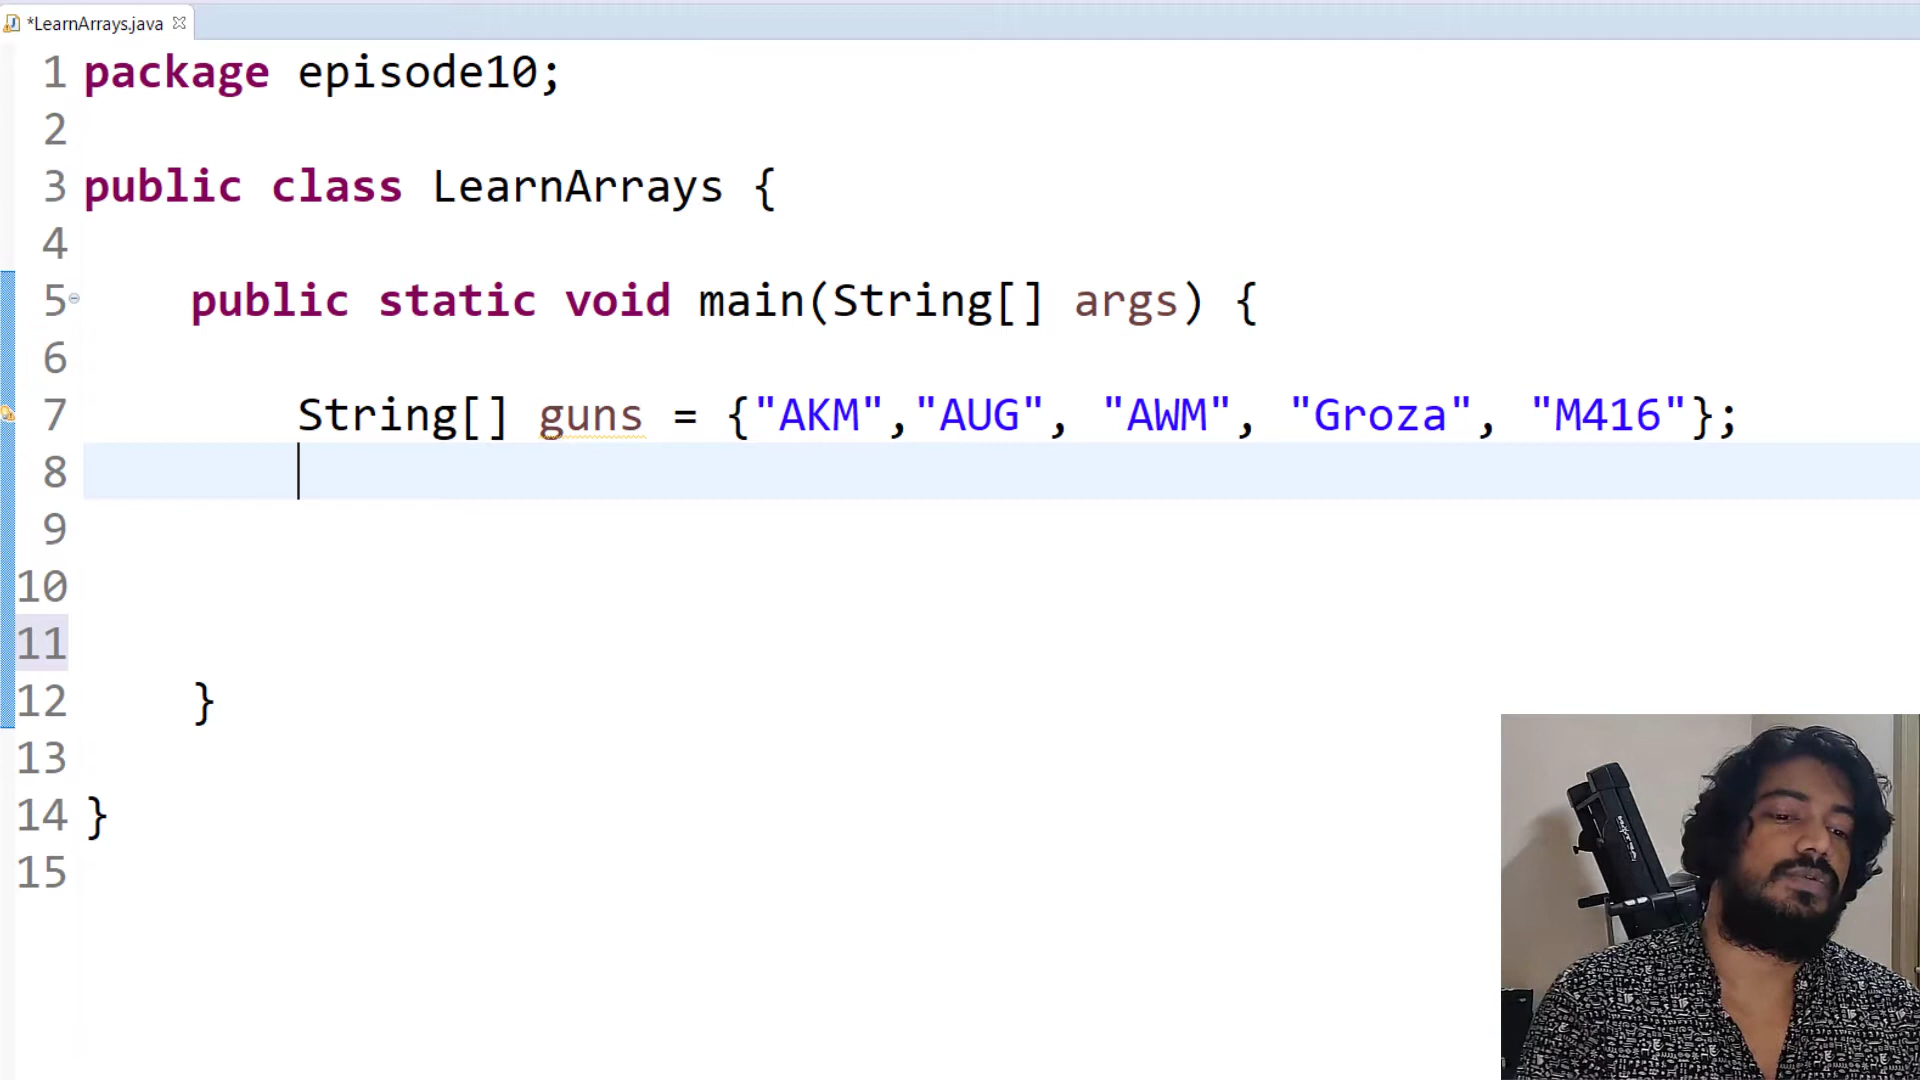 *LearnArrays.java
1 package episode10;
2
3 public class LearnArrays {
4
5 public static void main(String[] args) {
6
7 String[] guns = {"AKM","AUG", "AWM", "Groza", "M416"};
8
9
10
11
12 }
13
14 }
15